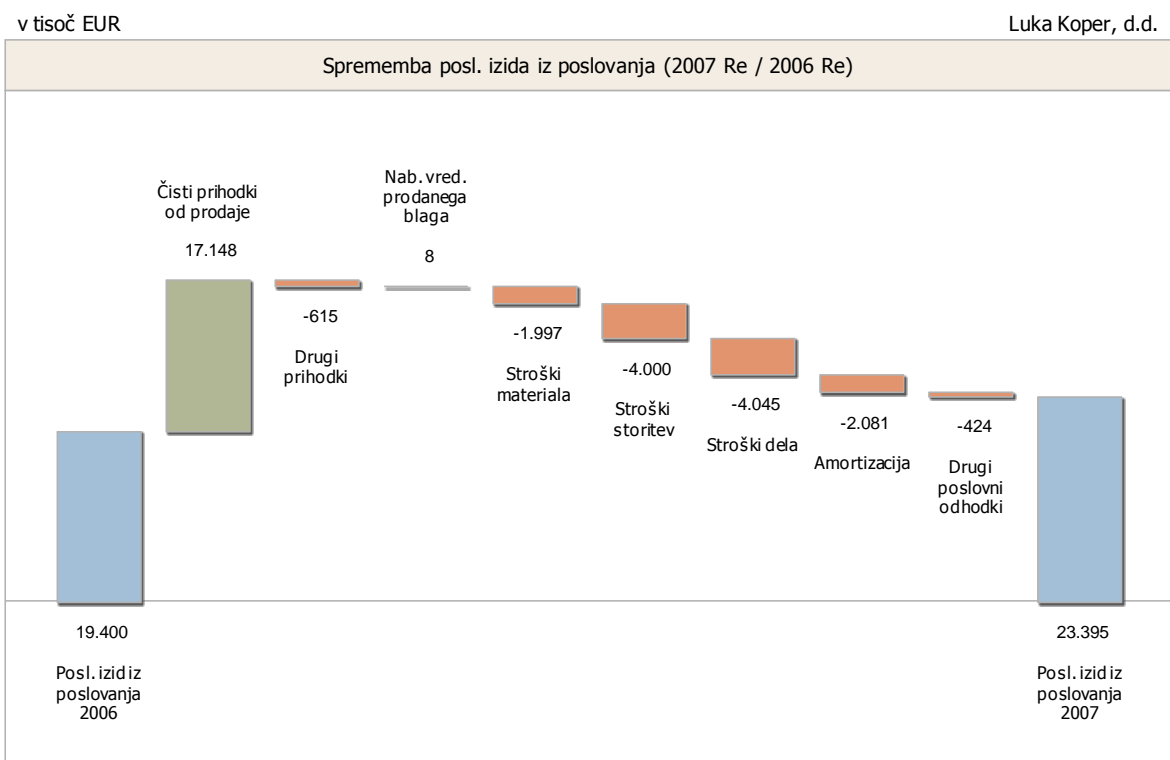 v tisoč EUR
Luka Koper, d.d.
Sprememba posl. izida iz poslovanja (2007 Re / 2006 Re)
Čisti prihodki
od prodaje
17.148
-615
Drugi
prihodki
Nab. vred.
prodanega
blaga
8
-1.997
Stroški
materiala
-4.000
Stroški
storitev
-4.045
Stroški dela
-2.081
Amortizacija
-424
Drugi
poslovni
odhodki
19.400
Posl. izid iz
poslovanja
2006
23.395
Posl. izid iz
poslovanja
2007